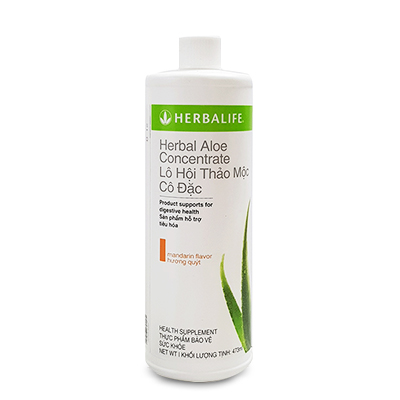 HERBALIFE
Herbal Aloe
Concentrate
Lô Hội Thảo Mộc
Cô Đặc
Product supports for
digestive health
Sản phẩm hỗ trợ
tiêu hóa
mandarin flavor
hương quýt
HEALTH SUPPLEMENT
THỰC PHẨM BẢO VỆ
SỨC KHỎE
NET WT I KHỐI LƯỢNG TỊNH: 473ml